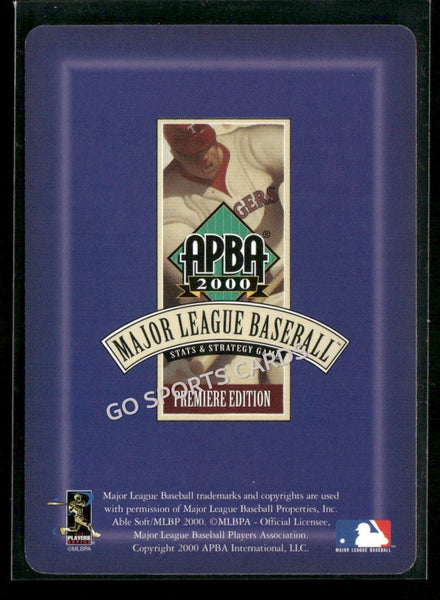 T
GERS
APBA®
2000
MAJOR LEAGUE BASEBALL™
STATS & STRATEGY GAME
GO SPORTS CARDS
PREMIERE EDITION
Major League Baseball trademarks and copyrights are used
with permission of Major League Baseball Properties, Inc.
Able Soft/MLBP 2000. ©MLBPA - Official Licensee,
Major League Baseball Players Association.
Copyright 2000 APBA International, LLC.
PLAYERS
©MLBPA
MAJOR LEAGUE BASEBALL